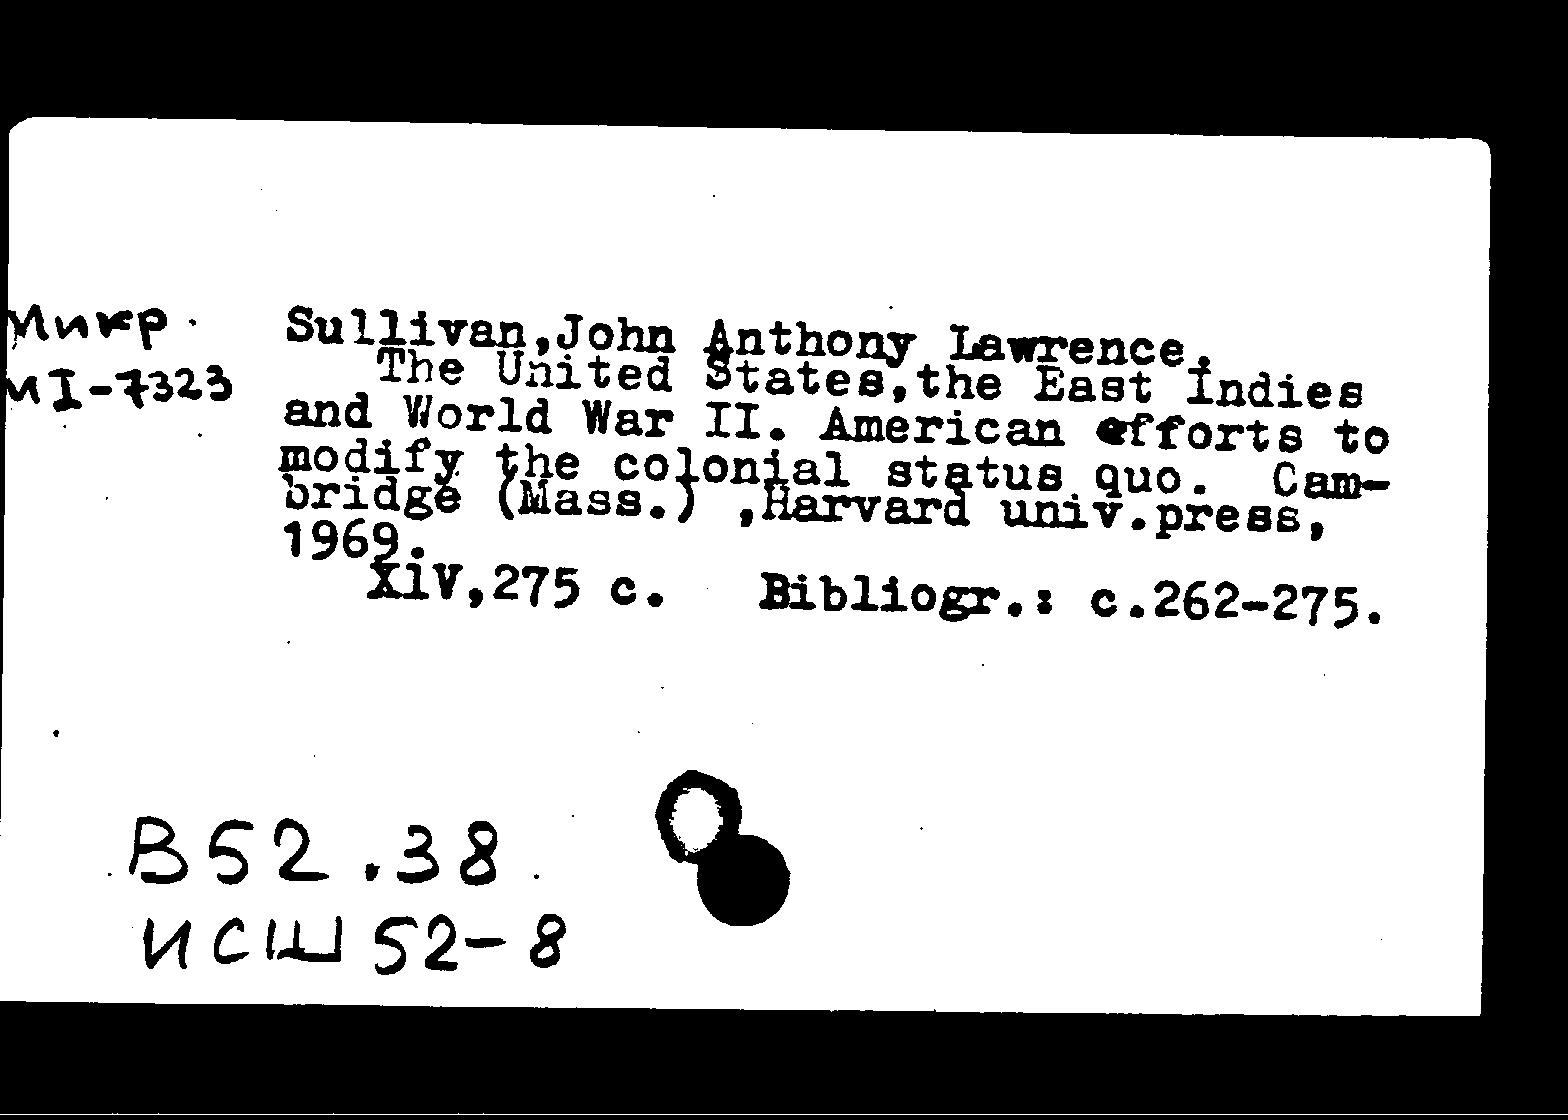 Микр.
иI-7323
Sullivan,John Anthony Lawrence.
The United States,the East Indies
and World War II. American efforts to
modify the colonial status quo. Cam-
bridge (Mass.) ,Harvard univ.press,
1969.
XiV,275 c. Bibliogr.: c.262-275.
B52.38
ИСШ 52-8